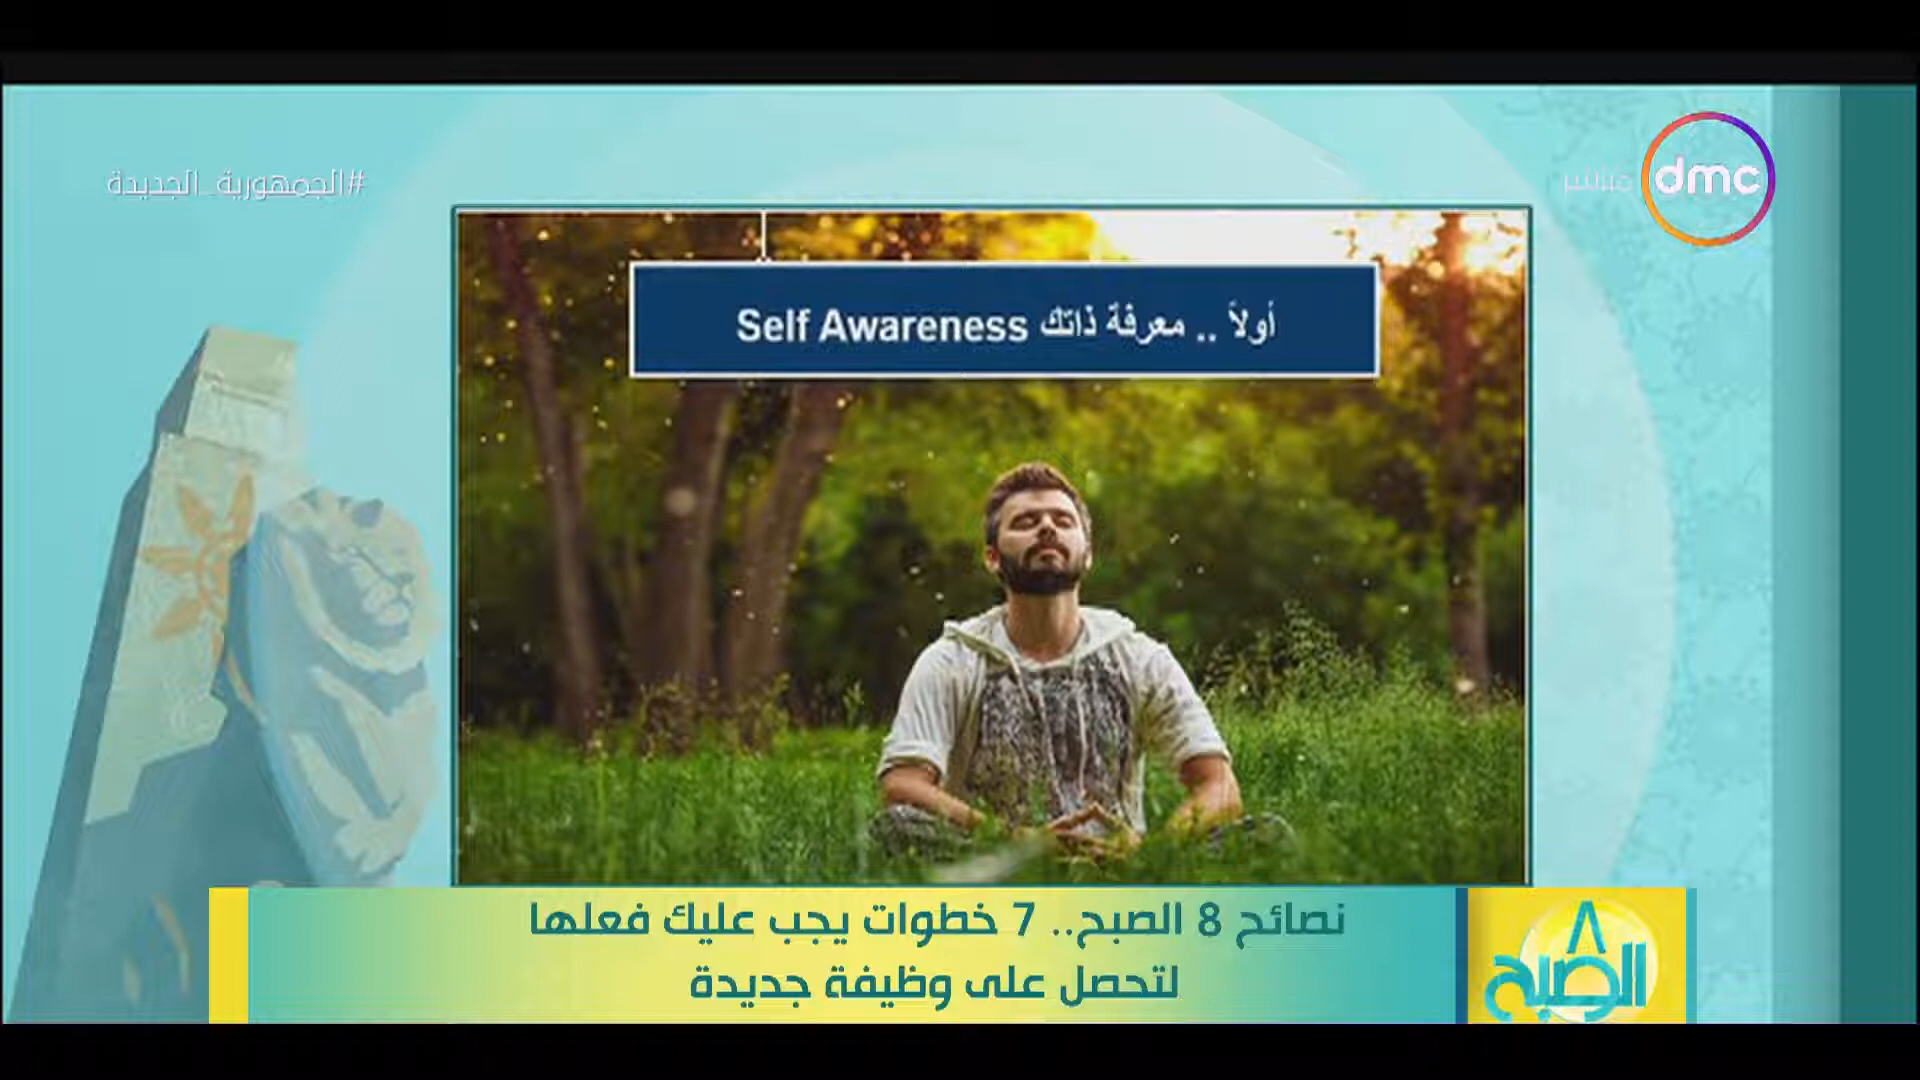 #الجمهورية_الجديدة
مباشر dmc
أولاً .. معرفة ذاتك Self Awareness
نصائح 8 الصبح.. 7 خطوات يجب عليك فعلها
لتحصل على وظيفة جديدة
٨
الصبح